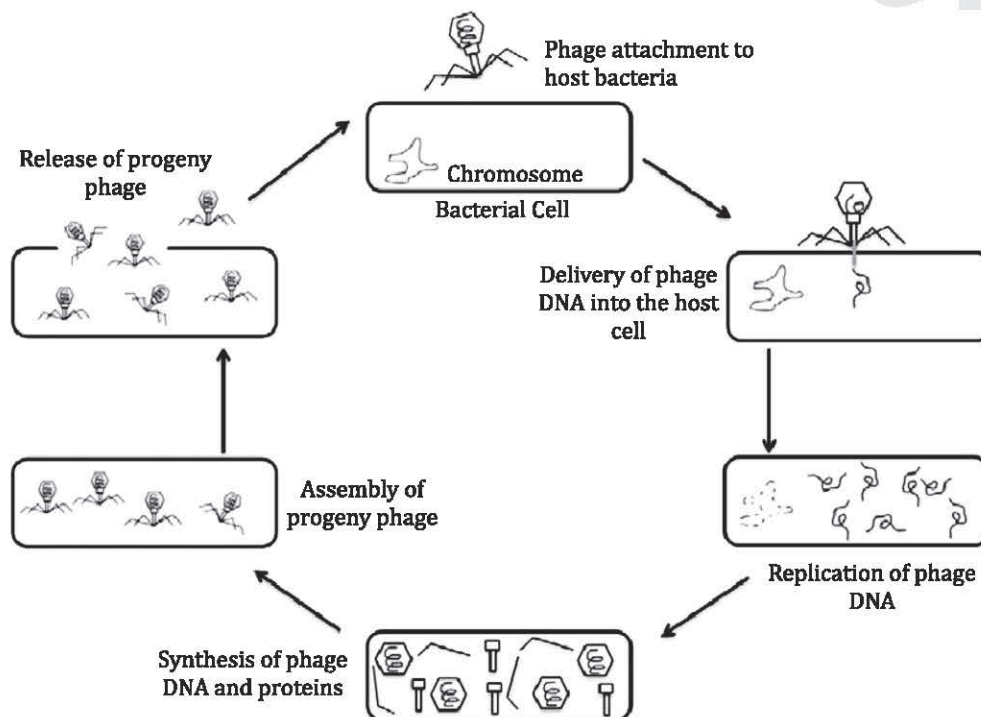 Phage attachment to
host bacteria
Chromosome
Bacterial Cell
Delivery of phage
DNA into the host
cell
Replication of phage
DNA
Synthesis of phage
DNA and proteins
Assembly of
progeny phage
Release of progeny
phage